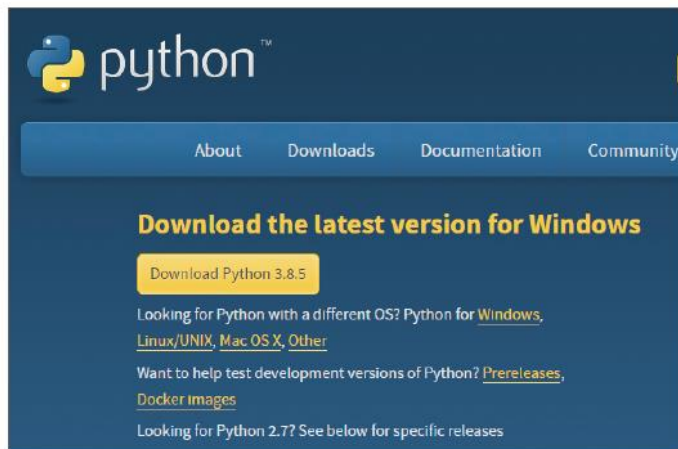 python™
About Downloads Documentation Community
Download the latest version for Windows
Download Python 3.8.5
Looking for Python with a different OS? Python for Windows,
Linux/UNIX, Mac OS X, Other
Want to help test development versions of Python? Prereleases,
Docker images
Looking for Python 2.7? See below for specific releases